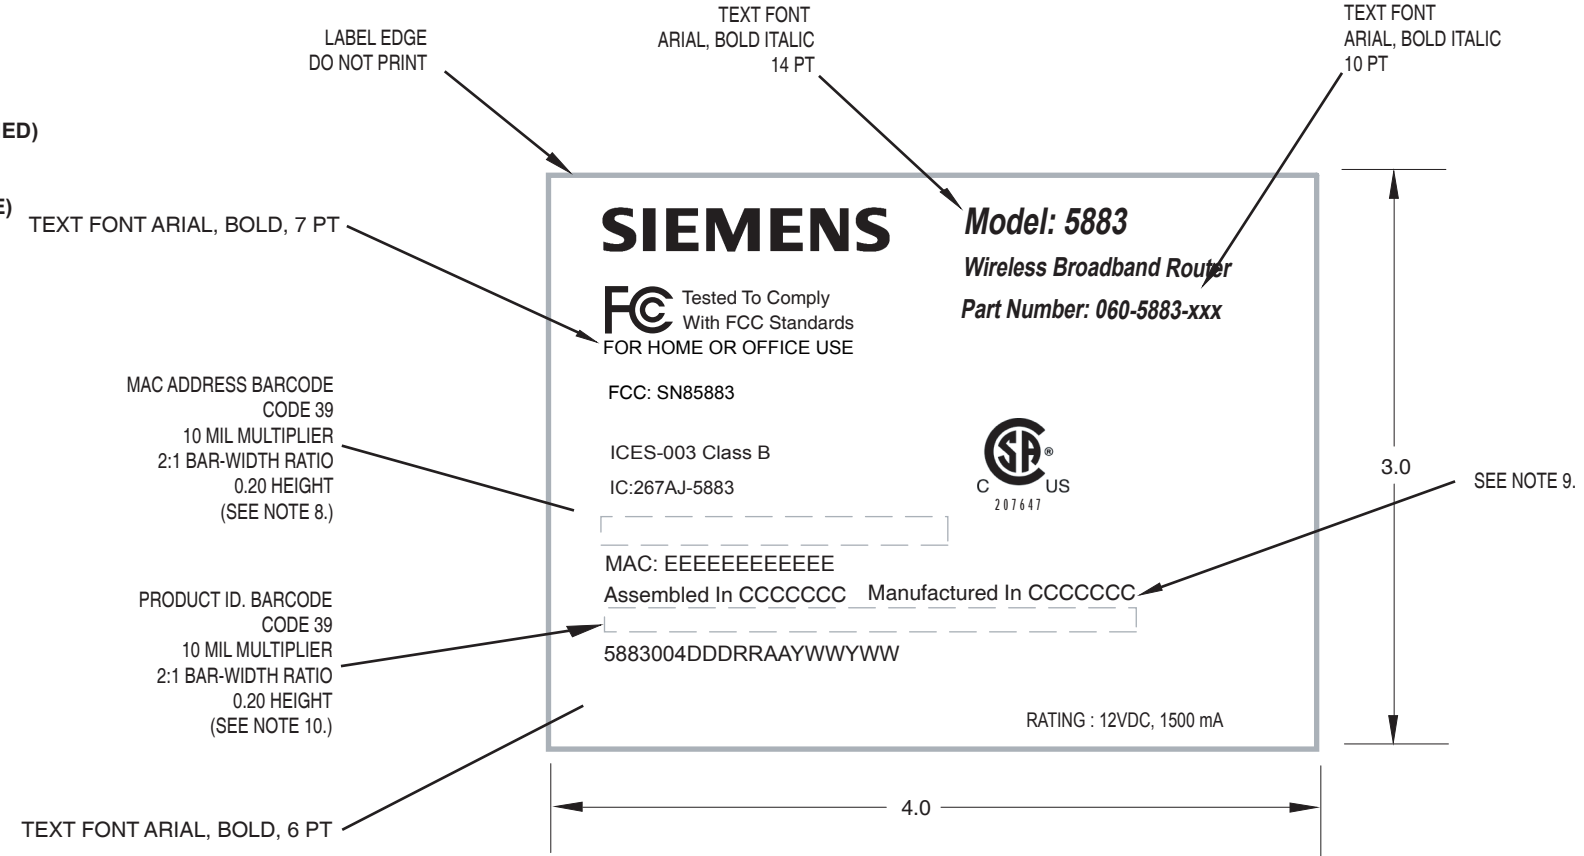 LABEL EDGE
DO NOT PRINT
TEXT FONT
ARIAL, BOLD ITALIC
14 PT
TEXT FONT
ARIAL, BOLD ITALIC
10 PT
ED)
E)
TEXT FONT ARIAL, BOLD, 7 PT
SIEMENS
Model: 5883
Wireless Broadband Router
Part Number: 060-5883-xxx
FC Tested To Comply
With FCC Standards
FOR HOME OR OFFICE USE
FCC: SN85883
MAC ADDRESS BARCODE
CODE 39
10 MIL MULTIPLIER
2:1 BAR-WIDTH RATIO
0.20 HEIGHT
(SEE NOTE 8.)
ICES-003 Class B
IC:267AJ-5883
CSA®
C US
207647
3.0
SEE NOTE 9.
MAC: EEEEEEEEEEEE
Assembled In CCCCCCC Manufactured In CCCCCCC
PRODUCT ID. BARCODE
CODE 39
10 MIL MULTIPLIER
2:1 BAR-WIDTH RATIO
0.20 HEIGHT
(SEE NOTE 10.)
5883004DDDRRAAYWWYWW
RATING : 12VDC, 1500 mA
4.0
TEXT FONT ARIAL, BOLD, 6 PT